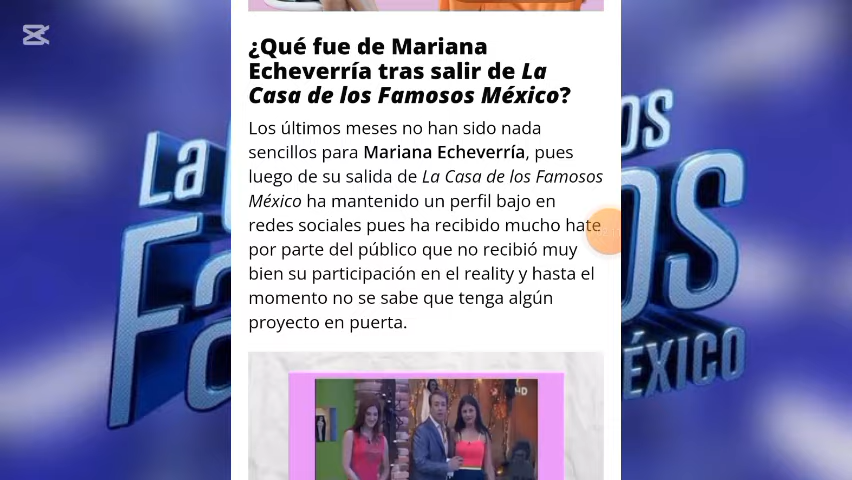 ¿Qué fue de Mariana
Echeverría tras salir de La
Casa de los Famosos México?
Los últimos meses no han sido nada
sencillos para Mariana Echeverría, pues
luego de su salida de La Casa de los Famosos
México ha mantenido un perfil bajo en
redes sociales pues ha recibido mucho hate
por parte del público que no recibió muy
bien su participación en el reality y hasta el
momento no se sabe que tenga algún
proyecto en puerta.
La
HD